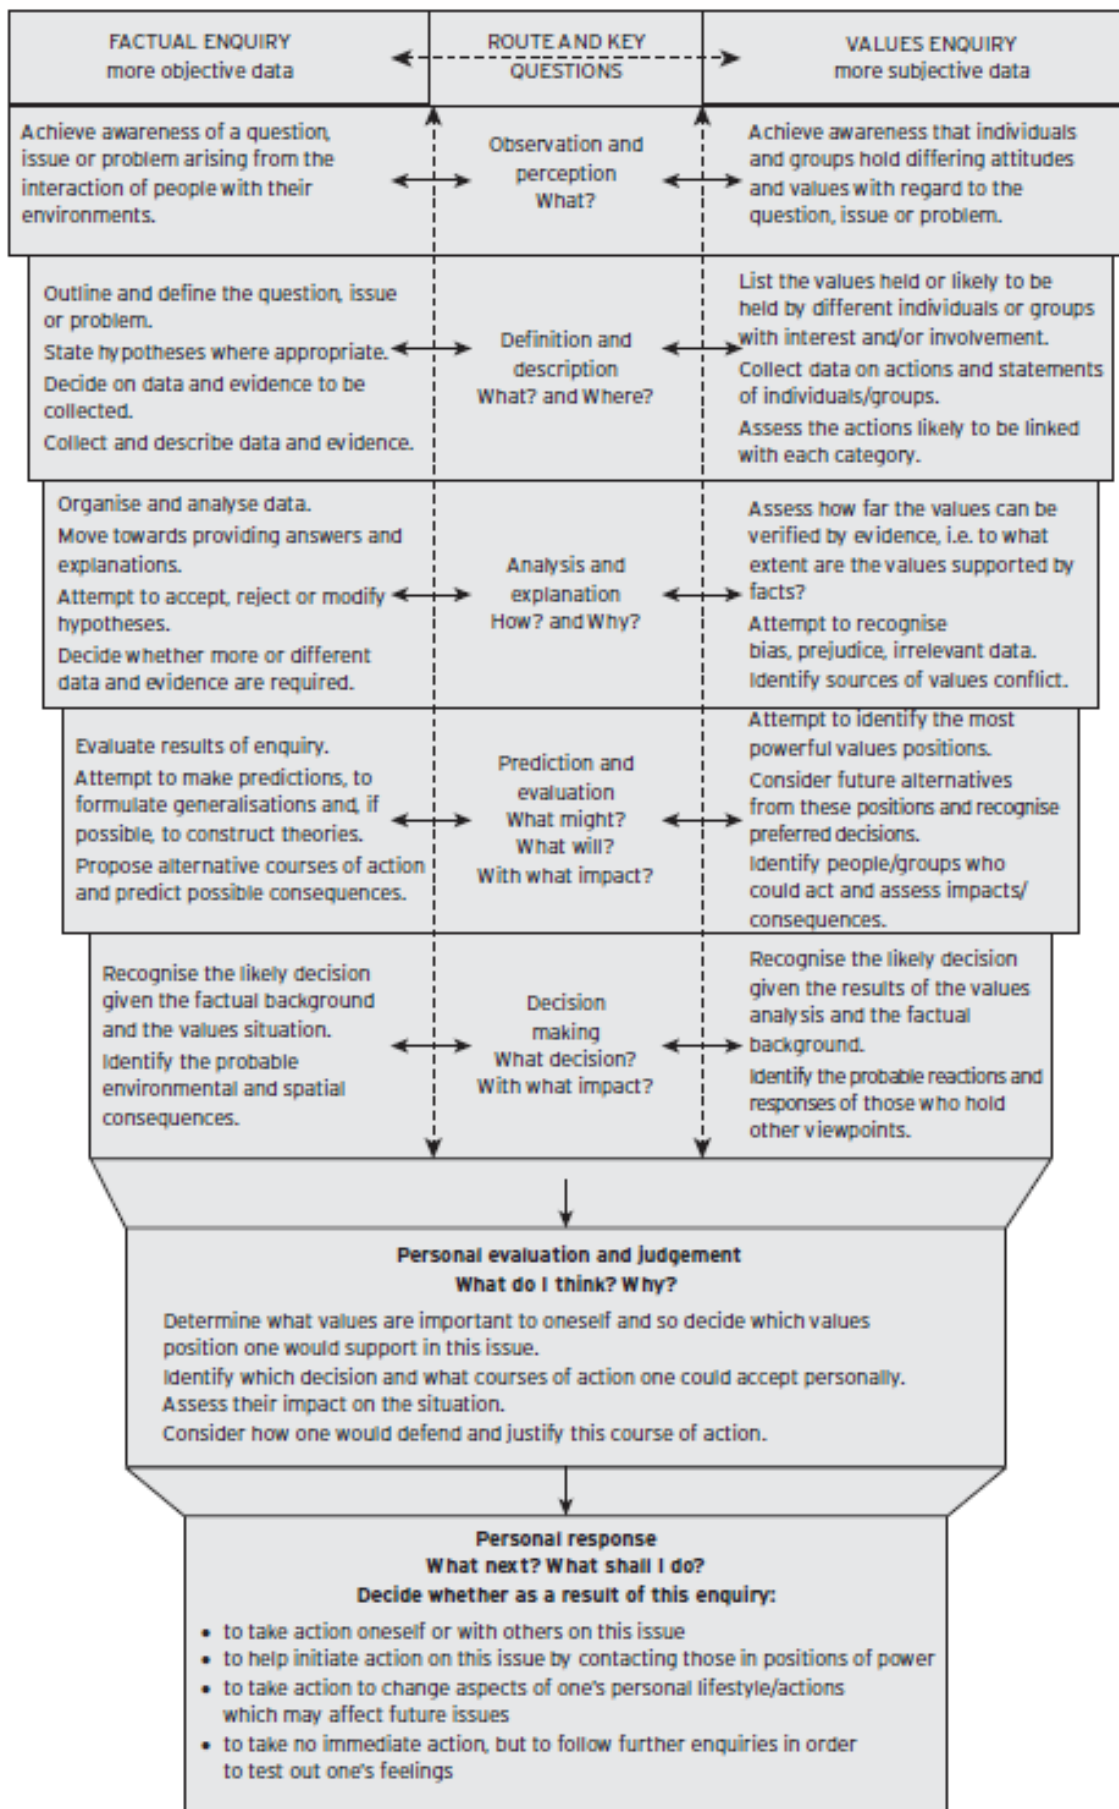 FACTUAL ENQUIRY
more objective data
ROUTE AND KEY
QUESTIONS
VALUES ENQUIRY
more subjective data
Achieve awareness of a question,
issue or problem arising from the
interaction of people with their
environments.
Observation and
perception
What?
Achieve awareness that individuals
and groups hold differing attitudes
and values with regard to the
question, issue or problem.
Outline and define the question, issue
or problem.
State hypotheses where appropriate.
Decide on data and evidence to be
collected.
Collect and describe data and evidence.
Definition and
description
What? and Where?
List the values held or likely to be
held by different individuals or groups
with interest and/or involvement.
Collect data on actions and statements
of individuals/groups.
Assess the actions likely to be linked
with each category.
Organise and analyse data.
Move towards providing answers and
explanations.
Attempt to accept, reject or modify
hypotheses.
Decide whether more or different
data and evidence are required.
Analysis and
explanation
How? and Why?
Assess how far the values can be
verified by evidence, i.e. to what
extent are the values supported by
facts?
Attempt to recognise
bias, prejudice, irrelevant data.
Identify sources of values conflict.
Evaluate results of enquiry.
Attempt to make predictions, to
formulate generalisations and, if
possible, to construct theories.
Propose alternative courses of action
and predict possible consequences.
Prediction and
evaluation
What might?
What will?
With what impact?
Attempt to identify the most
powerful values positions.
Consider future alternatives
from these positions and recognise
preferred decisions.
Identify people/groups who
could act and assess impacts/
consequences.
Recognise the likely decision
given the factual background
and the values situation.
Identify the probable
environmental and spatial
consequences.
Decision
making
What decision?
With what impact?
Recognise the likely decision
given the results of the values
analysis and the factual
background.
Identify the probable reactions and
responses of those who hold
other viewpoints.
Personal evaluation and judgement
What do I think? Why?
Determine what values are important to oneself and so decide which values
position one would support in this issue.
Identify which decision and what courses of action one could accept personally.
Assess their impact on the situation.
Consider how one would defend and justify this course of action.
Personal response
What next? What shall I do?
Decide whether as a result of this enquiry:
• to take action oneself or with others on this issue
• to help initiate action on this issue by contacting those in positions of power
• to take action to change aspects of one's personal lifestyle/actions
which may affect future issues
• to take no immediate action, but to follow further enquiries in order
to test out one's feelings